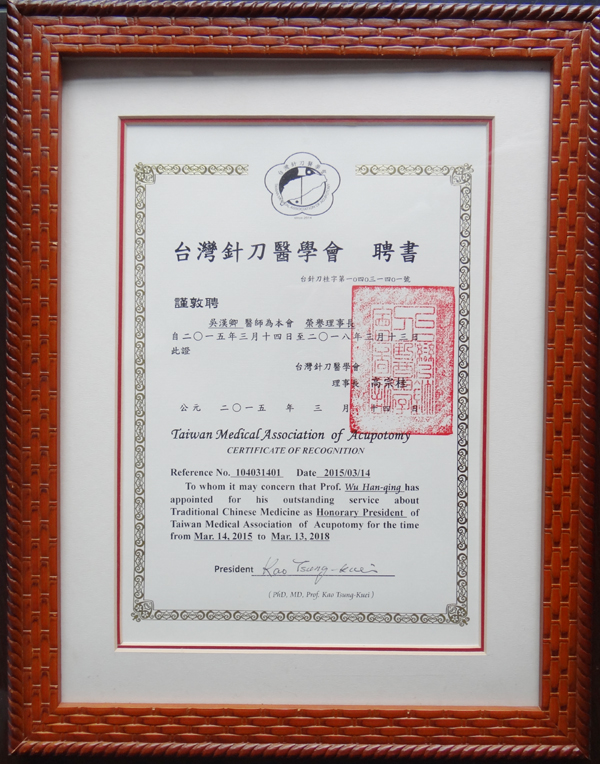 台灣針刀醫學會
台灣針刀醫學會 聘書
台針刀桂字第一〇四〇三一四〇一號
謹敦聘
吳漢卿 醫師為本會 榮譽理事長
自二〇一五年三月十四日至二〇一八年三月十三日
此證
台灣針刀醫學會
理事長 高宗桂
公元 二〇一五 年 三 月 十四 月
Taiwan Medical Association of Acupotomy
CERTIFICATE OF RECOGNITION
Reference No. 104031401 Date 2015/03/14
To whom it may concern that Prof. Wu Han-qing has
appointed for his outstanding service about
Traditional Chinese Medicine as Honorary President of
Taiwan Medical Association of Acupotomy for the time
from Mar. 14, 2015 to Mar. 13, 2018
President Kao Tsung-kuei
( PhD, MD, Prof. Kao Tsung-Kuei )